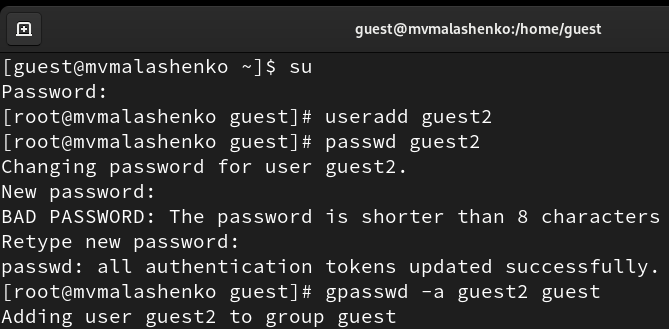 guest@mvmalashenko:/home/guest
[guest@mvmalashenko ~]$ su
Password:
[root@mvmalashenko guest]# useradd guest2
[root@mvmalashenko guest]# passwd guest2
Changing password for user guest2.
New password:
BAD PASSWORD: The password is shorter than 8 characters
Retype new password:
passwd: all authentication tokens updated successfully.
[root@mvmalashenko guest]# gpasswd -a guest2 guest
Adding user guest2 to group guest